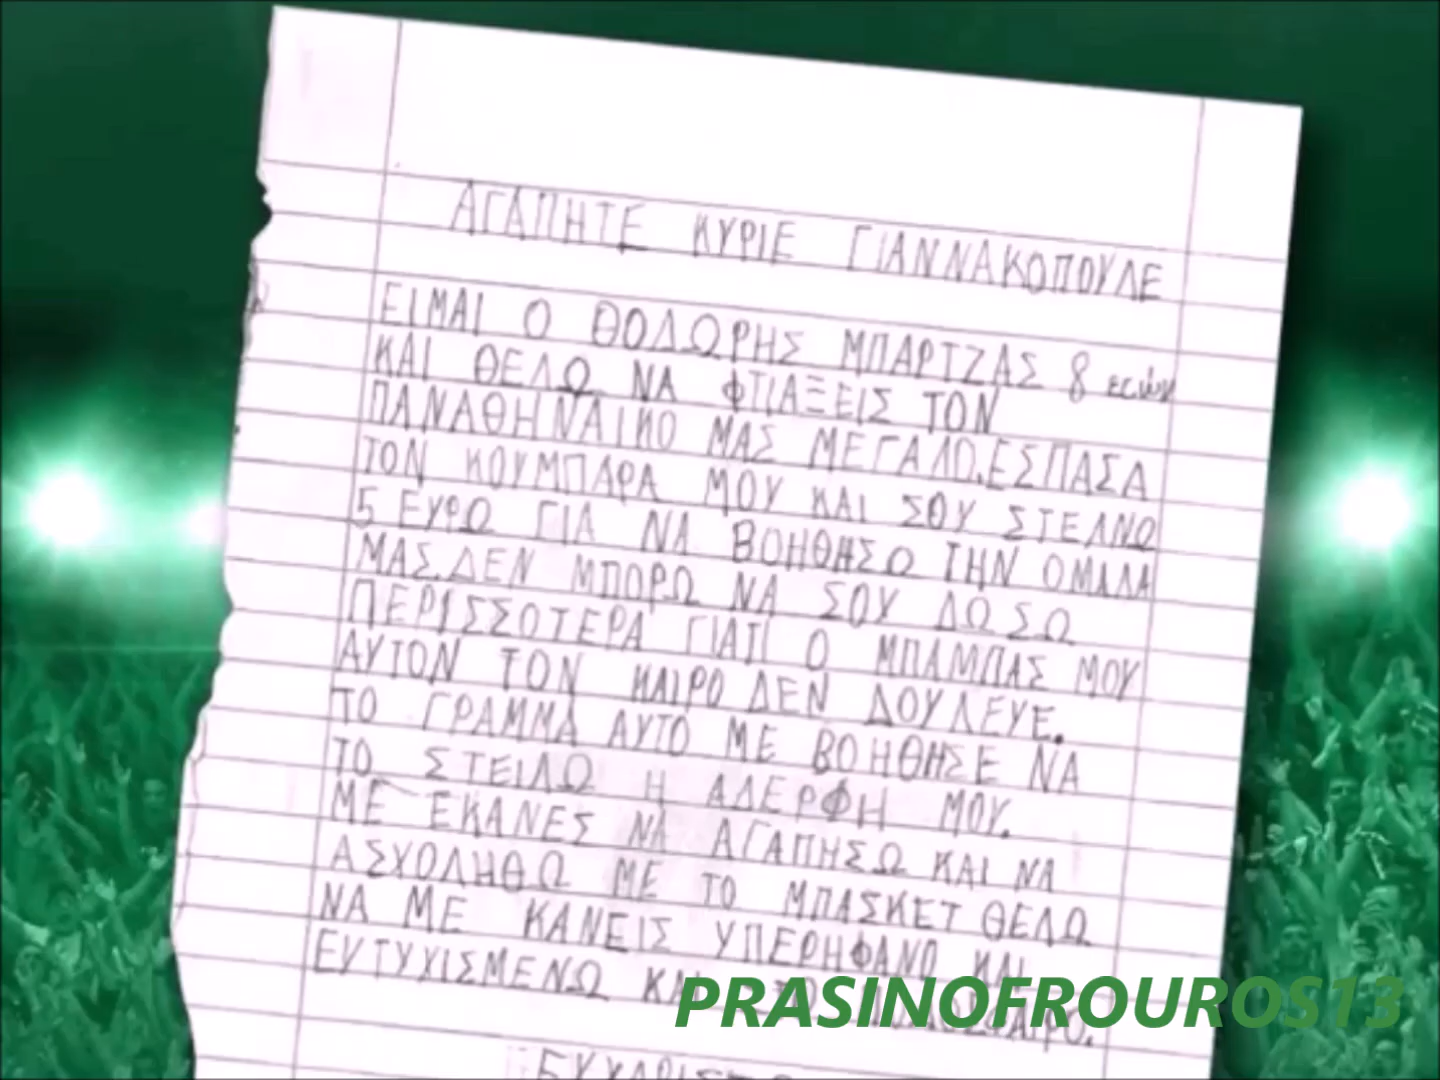 ΑΓΑΠΗΤΕ ΚΥΡΙΕ ΓΙΑΝΝΑΚΟΠΟΥΛΕ
ΕΙΜΑΙ Ο ΘΟΔΩΡΗΣ ΜΠΑΡΤΖΑΣ 8 ετών
ΚΑΙ ΘΕΛΩ ΝΑ ΦΤΙΑΞΕΙΣ ΤΟΝ
ΠΑΝΑΘΗΝΑΙΚΟ ΜΑΣ ΜΕΓΑΛΟ.ΕΣΠΑΣΑ
ΤΟΝ ΚΟΥΜΠΑΡΑ ΜΟΥ ΚΑΙ ΣΟΥ ΣΤΕΛΝΩ
5 ΕΥΡΩ ΓΙΑ ΝΑ ΒΟΗΘΗΣΩ ΤΗΝ ΟΜΑΔΑ
ΜΑΣ.ΔΕΝ ΜΠΟΡΩ ΝΑ ΣΟΥ ΔΩΣΩ
ΠΕΡΙΣΣΟΤΕΡΑ ΓΙΑΤΙ Ο ΜΠΑΜΠΑΣ ΜΟΥ
ΑΥΤΟΝ ΤΟΝ ΚΑΙΡΟ ΔΕΝ ΔΟΥΛΕΥΕ.
ΤΟ ΓΡΑΜΜΑ ΑΥΤΟ ΜΕ ΒΟΗΘΗΣΕ ΝΑ
ΤΟ ΣΤΕΙΛΩ Η ΑΔΕΡΦΗ ΜΟΥ.
ΜΕ ΕΚΑΝΕΣ ΝΑ ΑΓΑΠΗΣΩ ΚΑΙ ΝΑ
ΑΣΧΟΛΗΘΩ ΜΕ ΤΟ ΜΠΑΣΚΕΤ ΘΕΛΩ
ΝΑ ΜΕ ΚΑΝΕΙΣ ΥΠΕΡΗΦΑΝΟ ΚΑΙ
ΕΥΤΥΧΙΣΜΕΝΩ
PRASINOFROUROS13